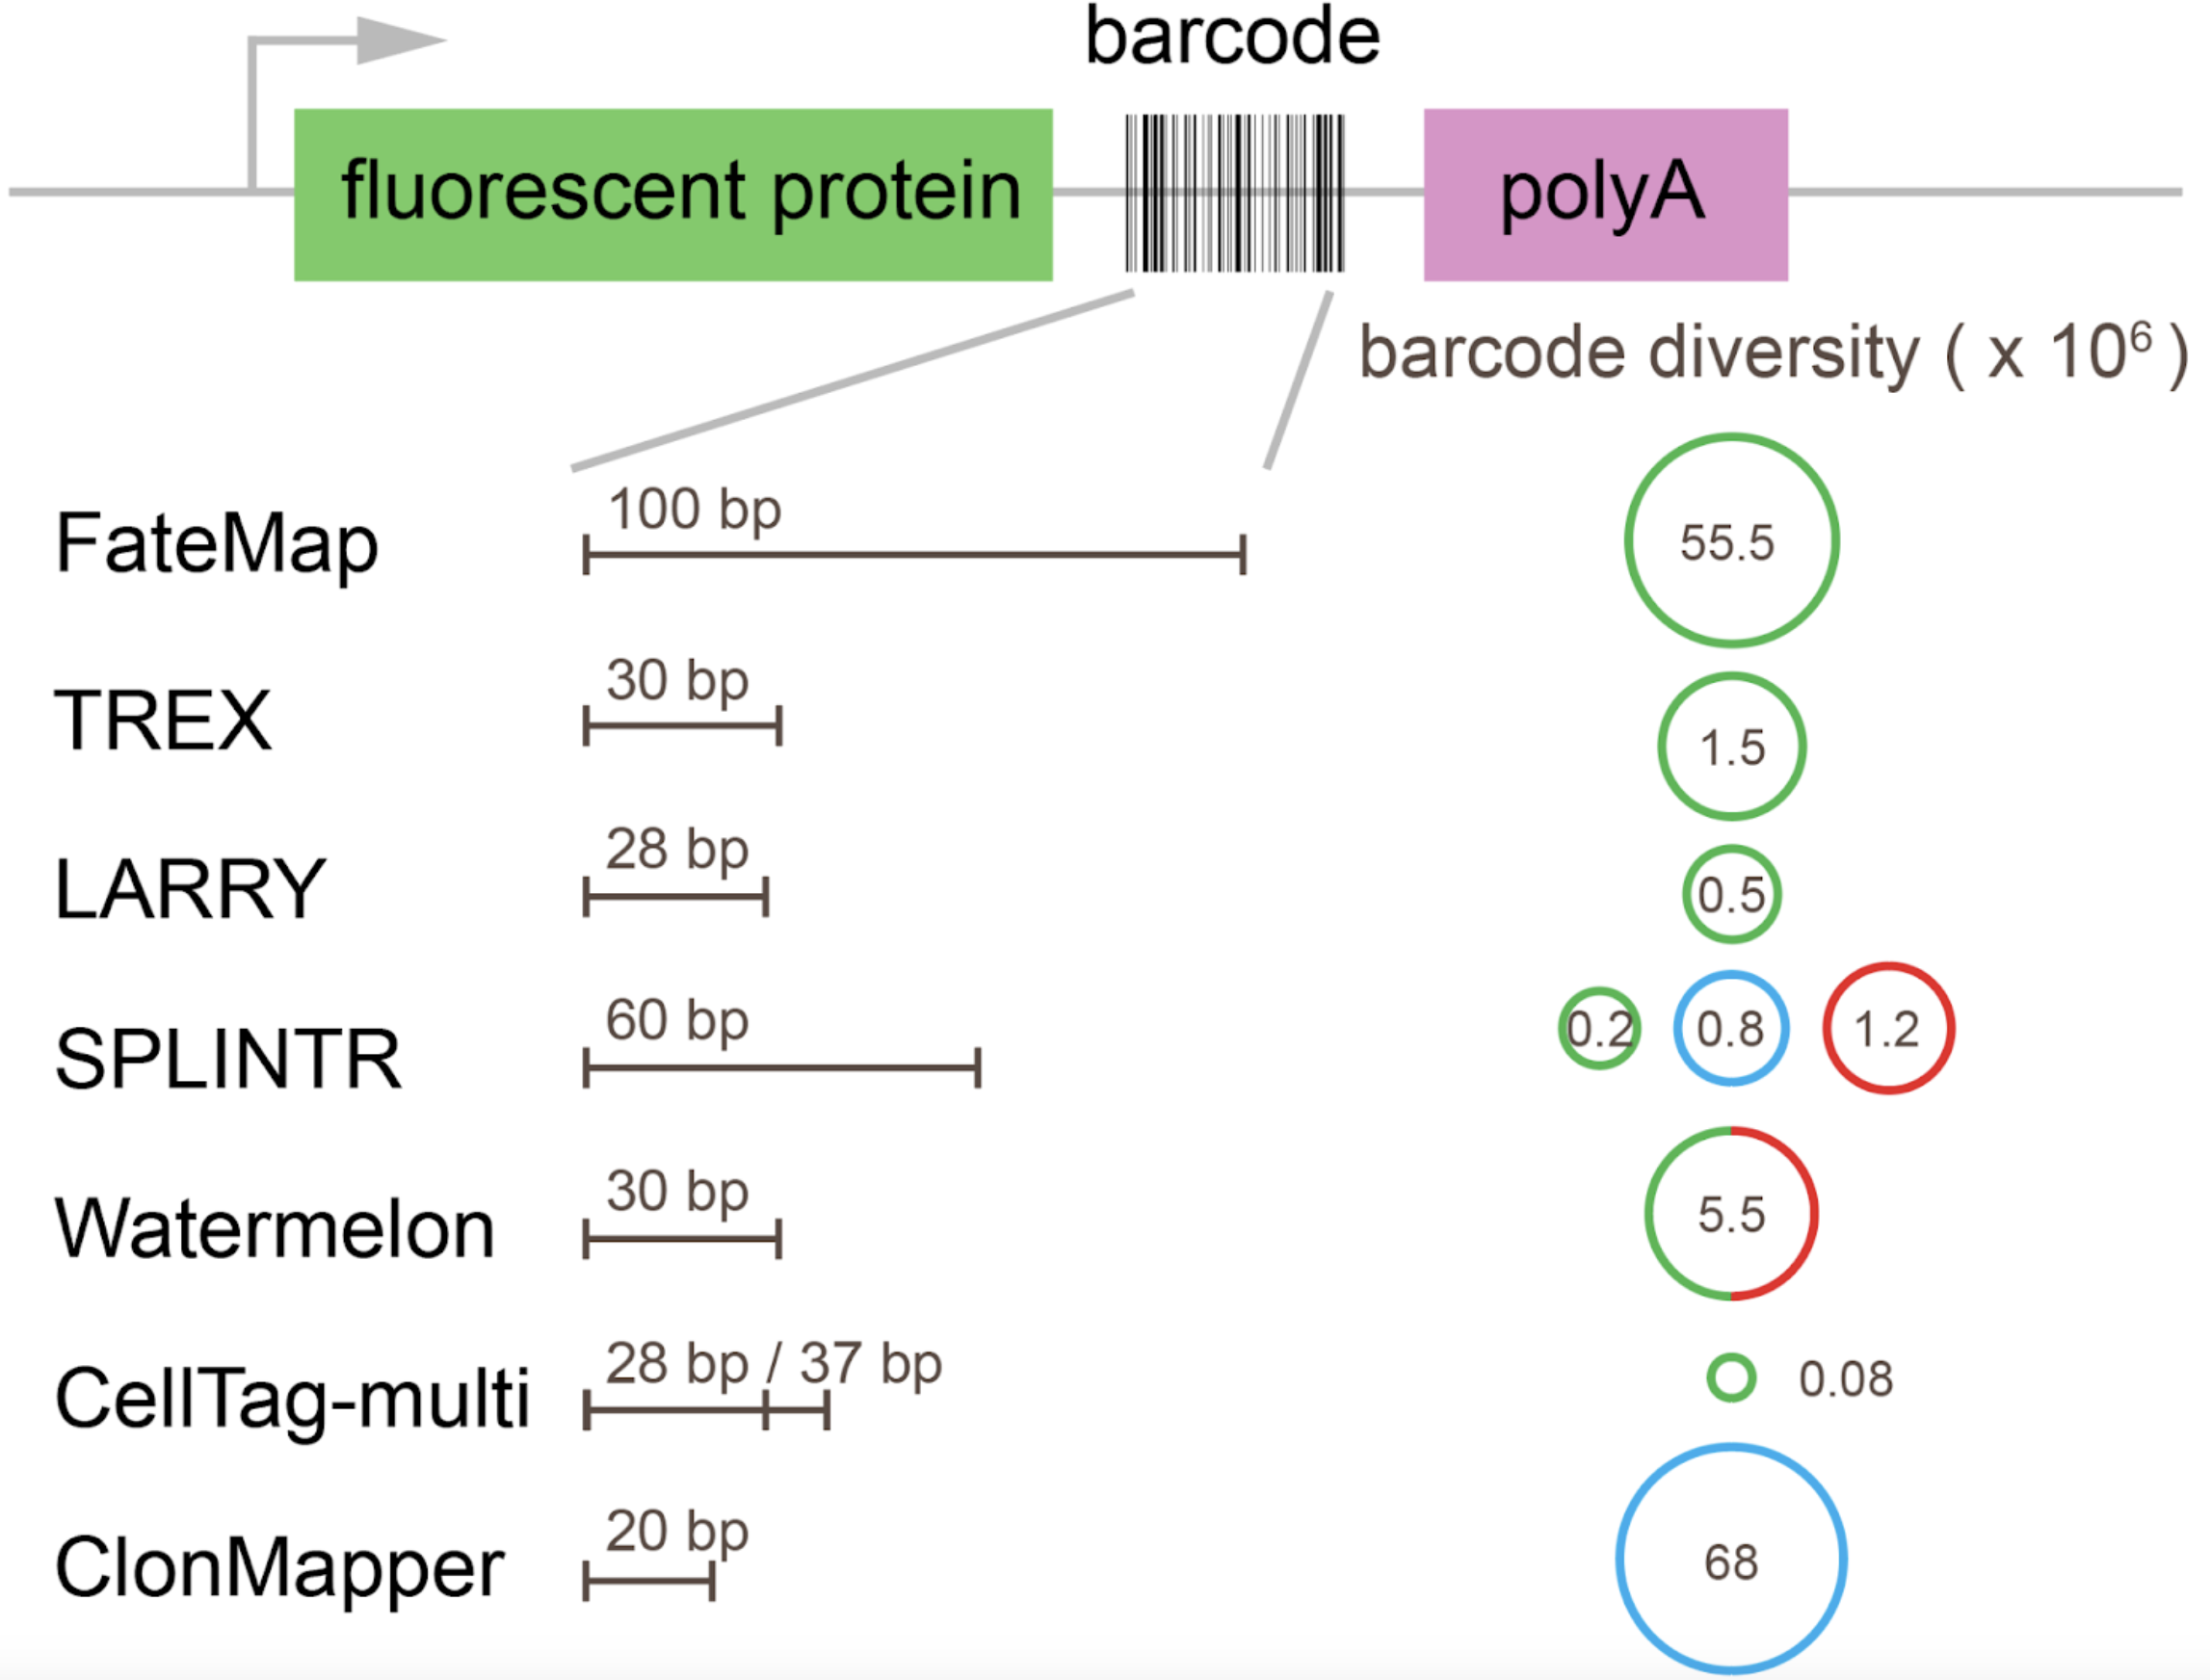 barcode
fluorescent protein
polyA
barcode diversity ( x 10⁶ )
FateMap
100 bp
55.5
TREX
30 bp
1.5
LARRY
28 bp
0.5
SPLINTR
60 bp
0.2
0.8
1.2
Watermelon
30 bp
5.5
CellTag-multi
28 bp / 37 bp
0.08
ClonMapper
20 bp
68